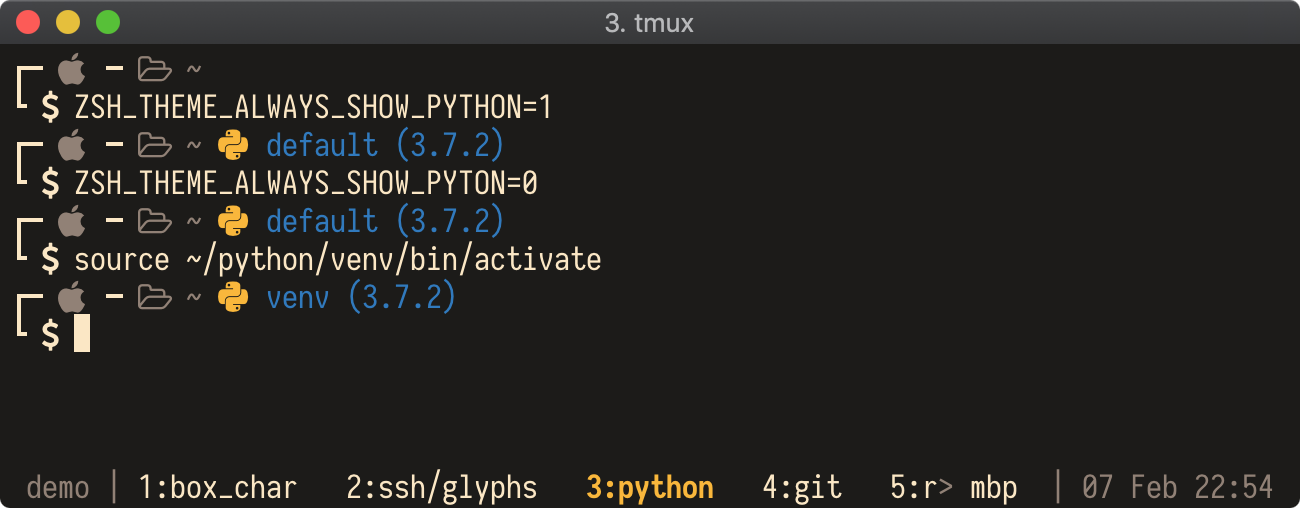 3. tmux
~
$ ZSH_THEME_ALWAYS_SHOW_PYTHON=1
~ default (3.7.2)
$ ZSH_THEME_ALWAYS_SHOW_PYTON=0
~ default (3.7.2)
$ source ~/python/venv/bin/activate
~ venv (3.7.2)
$
demo | 1:box_char 2:ssh/glyphs 3:python 4:git 5:r> mbp | 07 Feb 22:54